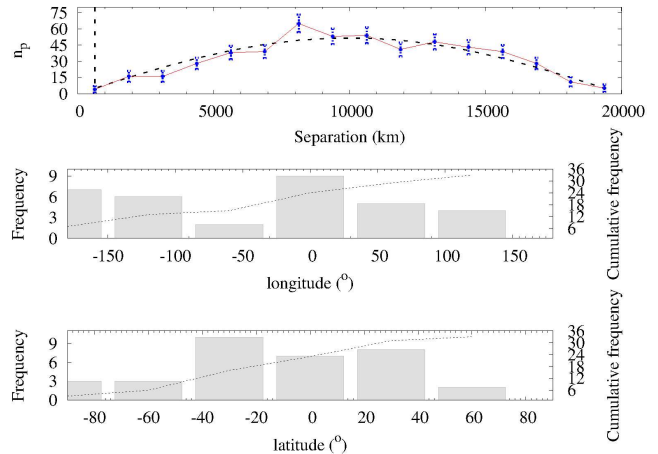 n_p
75
60
45
30
15
0
0 5000 10000 15000 20000
Separation (km)
Frequency
9
6
3
0
36
30
24
18
12
6
Cumulative frequency
-150 -100 -50 0 50 100 150
longitude (°)
Frequency
9
6
3
0
36
30
24
18
12
6
Cumulative frequency
-80 -60 -40 -20 0 20 40 60 80
latitude (°)